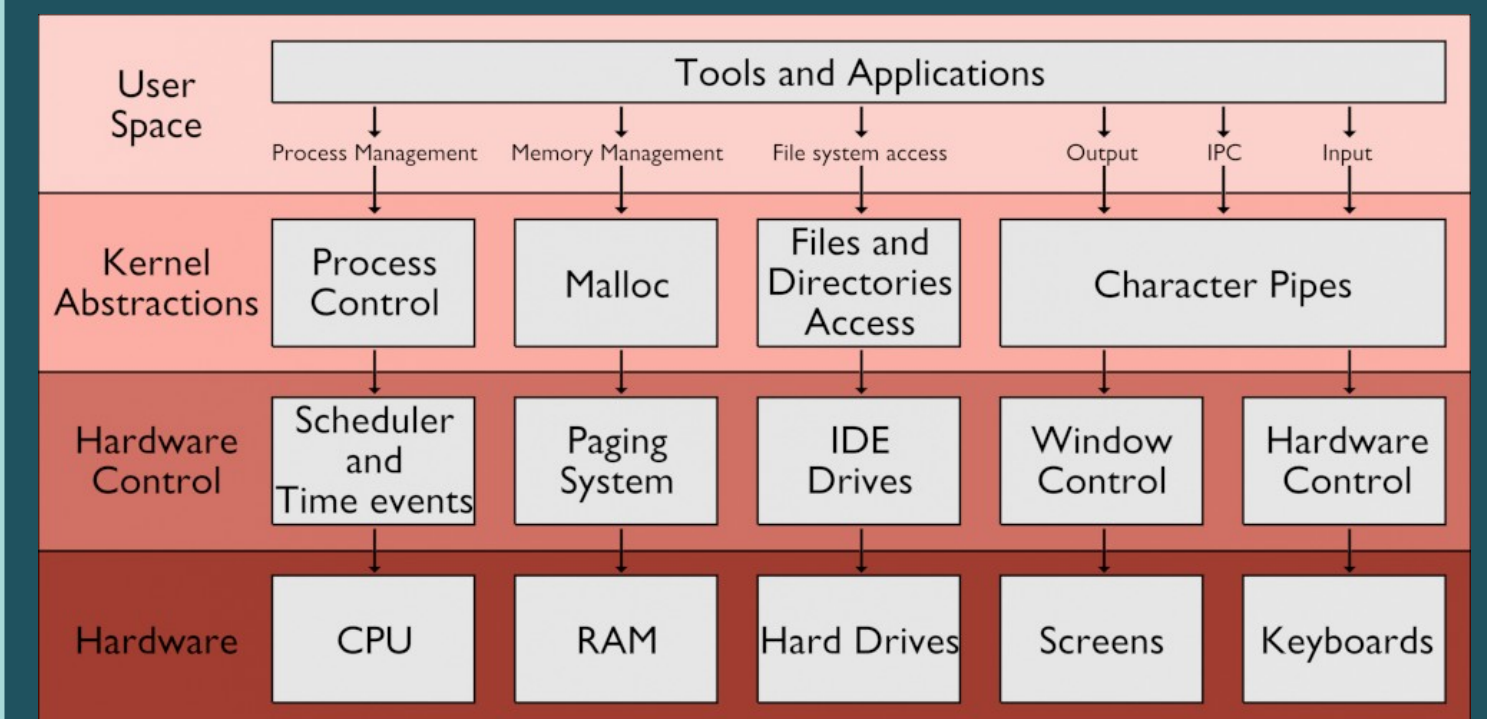 User
Space
Tools and Applications
Process Management
Memory Management
File system access
Output
IPC
Input
Kernel
Abstractions
Process
Control
Malloc
Files and
Directories
Access
Character Pipes
Hardware
Control
Scheduler
and
Time events
Paging
System
IDE
Drives
Window
Control
Hardware
Control
Hardware
CPU
RAM
Hard Drives
Screens
Keyboards